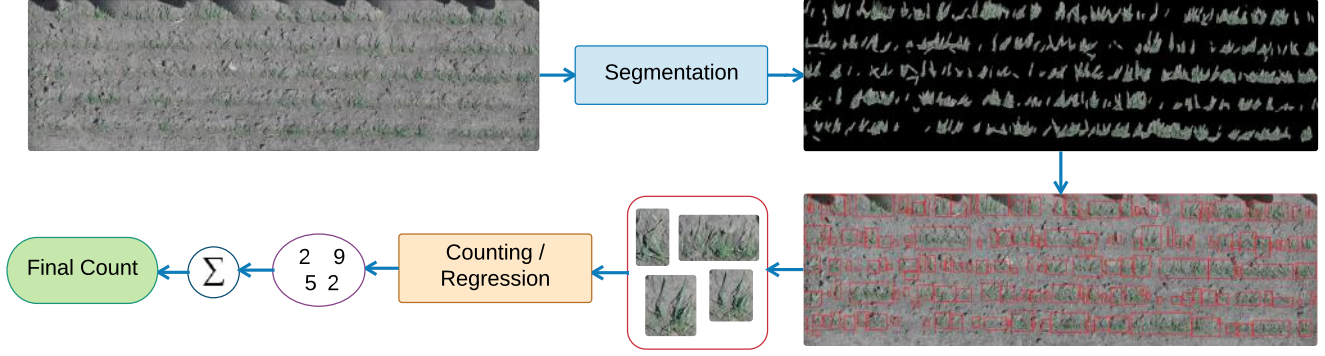 Segmentation
Counting /
Regression
2 9
5 2
∑
Final Count